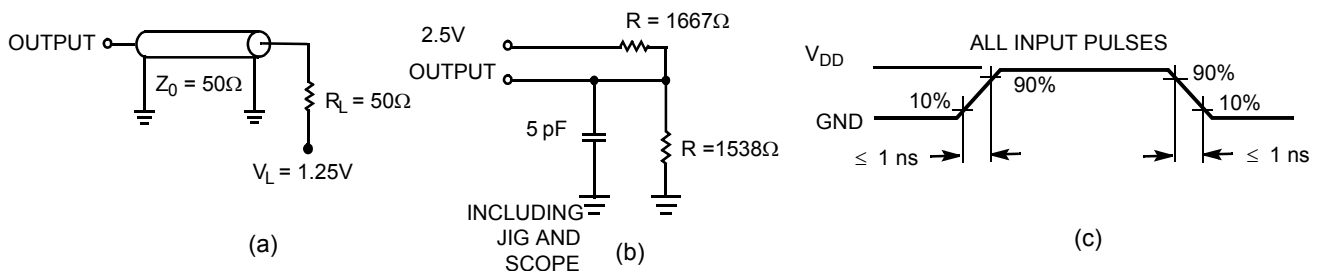 OUTPUT
Z0 = 50Ω
RL = 50Ω
VL = 1.25V
(a)
R = 1667Ω
2.5V
OUTPUT
5 pF
R =1538Ω
INCLUDING
JIG AND
SCOPE
(b)
ALL INPUT PULSES
VDD
GND
10%
90%
90%
10%
≤ 1 ns
≤ 1 ns
(c)